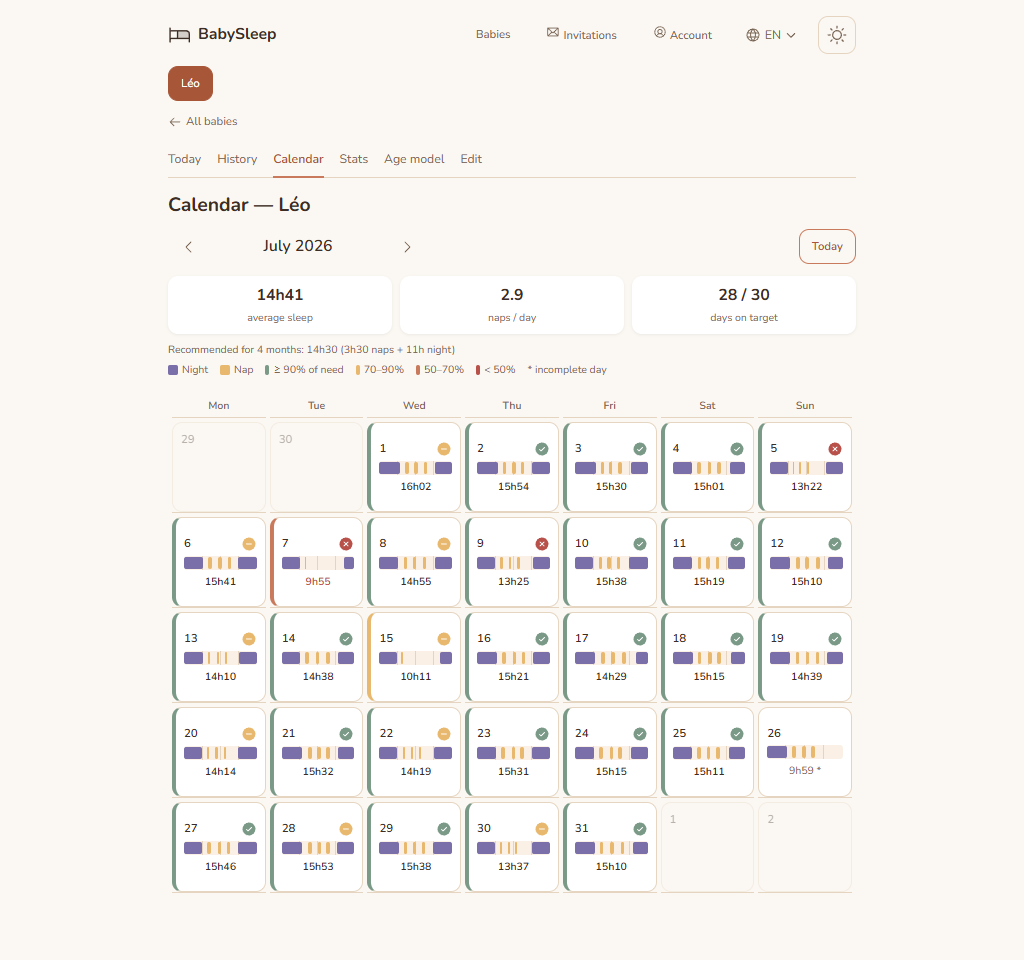 BabySleep
Babies
Invitations
Account
EN
Léo
All babies
Today History Calendar Stats Age model Edit
Calendar — Léo
July 2026
Today
14h41
average sleep
2.9
naps / day
28 / 30
days on target
Recommended for 4 months: 14h30 (3h30 naps + 11h night)
Night Nap ≥ 90% of need 70–90% 50–70% < 50% * incomplete day
Mon Tue Wed Thu Fri Sat Sun
29 30 1 2 3 4 5
16h02 15h54 15h30 15h01 13h22
6 7 8 9 10 11 12
15h41 9h55 14h55 13h25 15h38 15h19 15h10
13 14 15 16 17 18 19
14h10 14h38 10h11 15h21 14h29 15h15 14h39
20 21 22 23 24 25 26
14h14 15h32 14h19 15h31 15h15 15h11 9h59 *
27 28 29 30 31 1 2
15h46 15h53 15h38 13h37 15h10